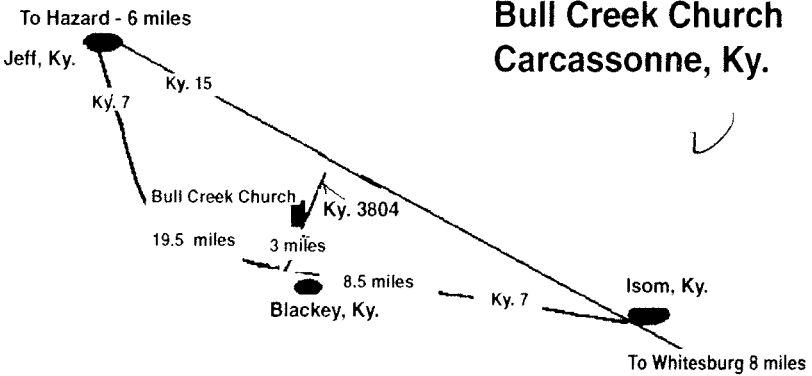 To Hazard - 6 miles
Bull Creek Church
Carcassonne, Ky.
Jeff, Ky.
Ky. 15
Ky. 7
Bull Creek Church
Ky. 3804
19.5 miles
3 miles
8.5 miles
Blackey, Ky.
Ky. 7
Isom, Ky.
To Whitesburg 8 miles